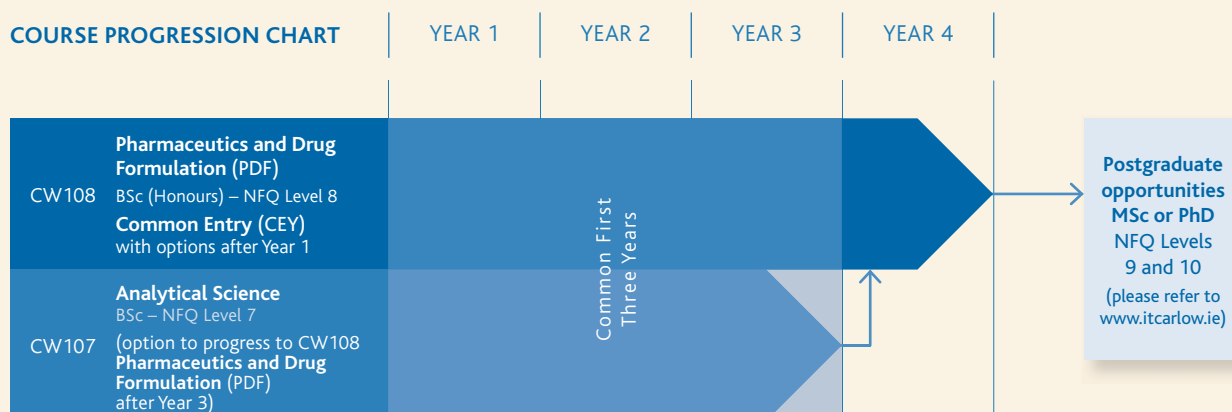 COURSE PROGRESSION CHART
YEAR 1
YEAR 2
YEAR 3
YEAR 4
CW108
Pharmaceutics and Drug
Formulation (PDF)
BSc (Honours) – NFQ Level 8
Common Entry (CEY)
with options after Year 1
CW107
Analytical Science
BSc – NFQ Level 7
(option to progress to CW108
Pharmaceutics and Drug
Formulation (PDF)
after Year 3)
Common First
Three Years
Postgraduate
opportunities
MSc or PhD
NFQ Levels
9 and 10
(please refer to
www.itcarlow.ie)